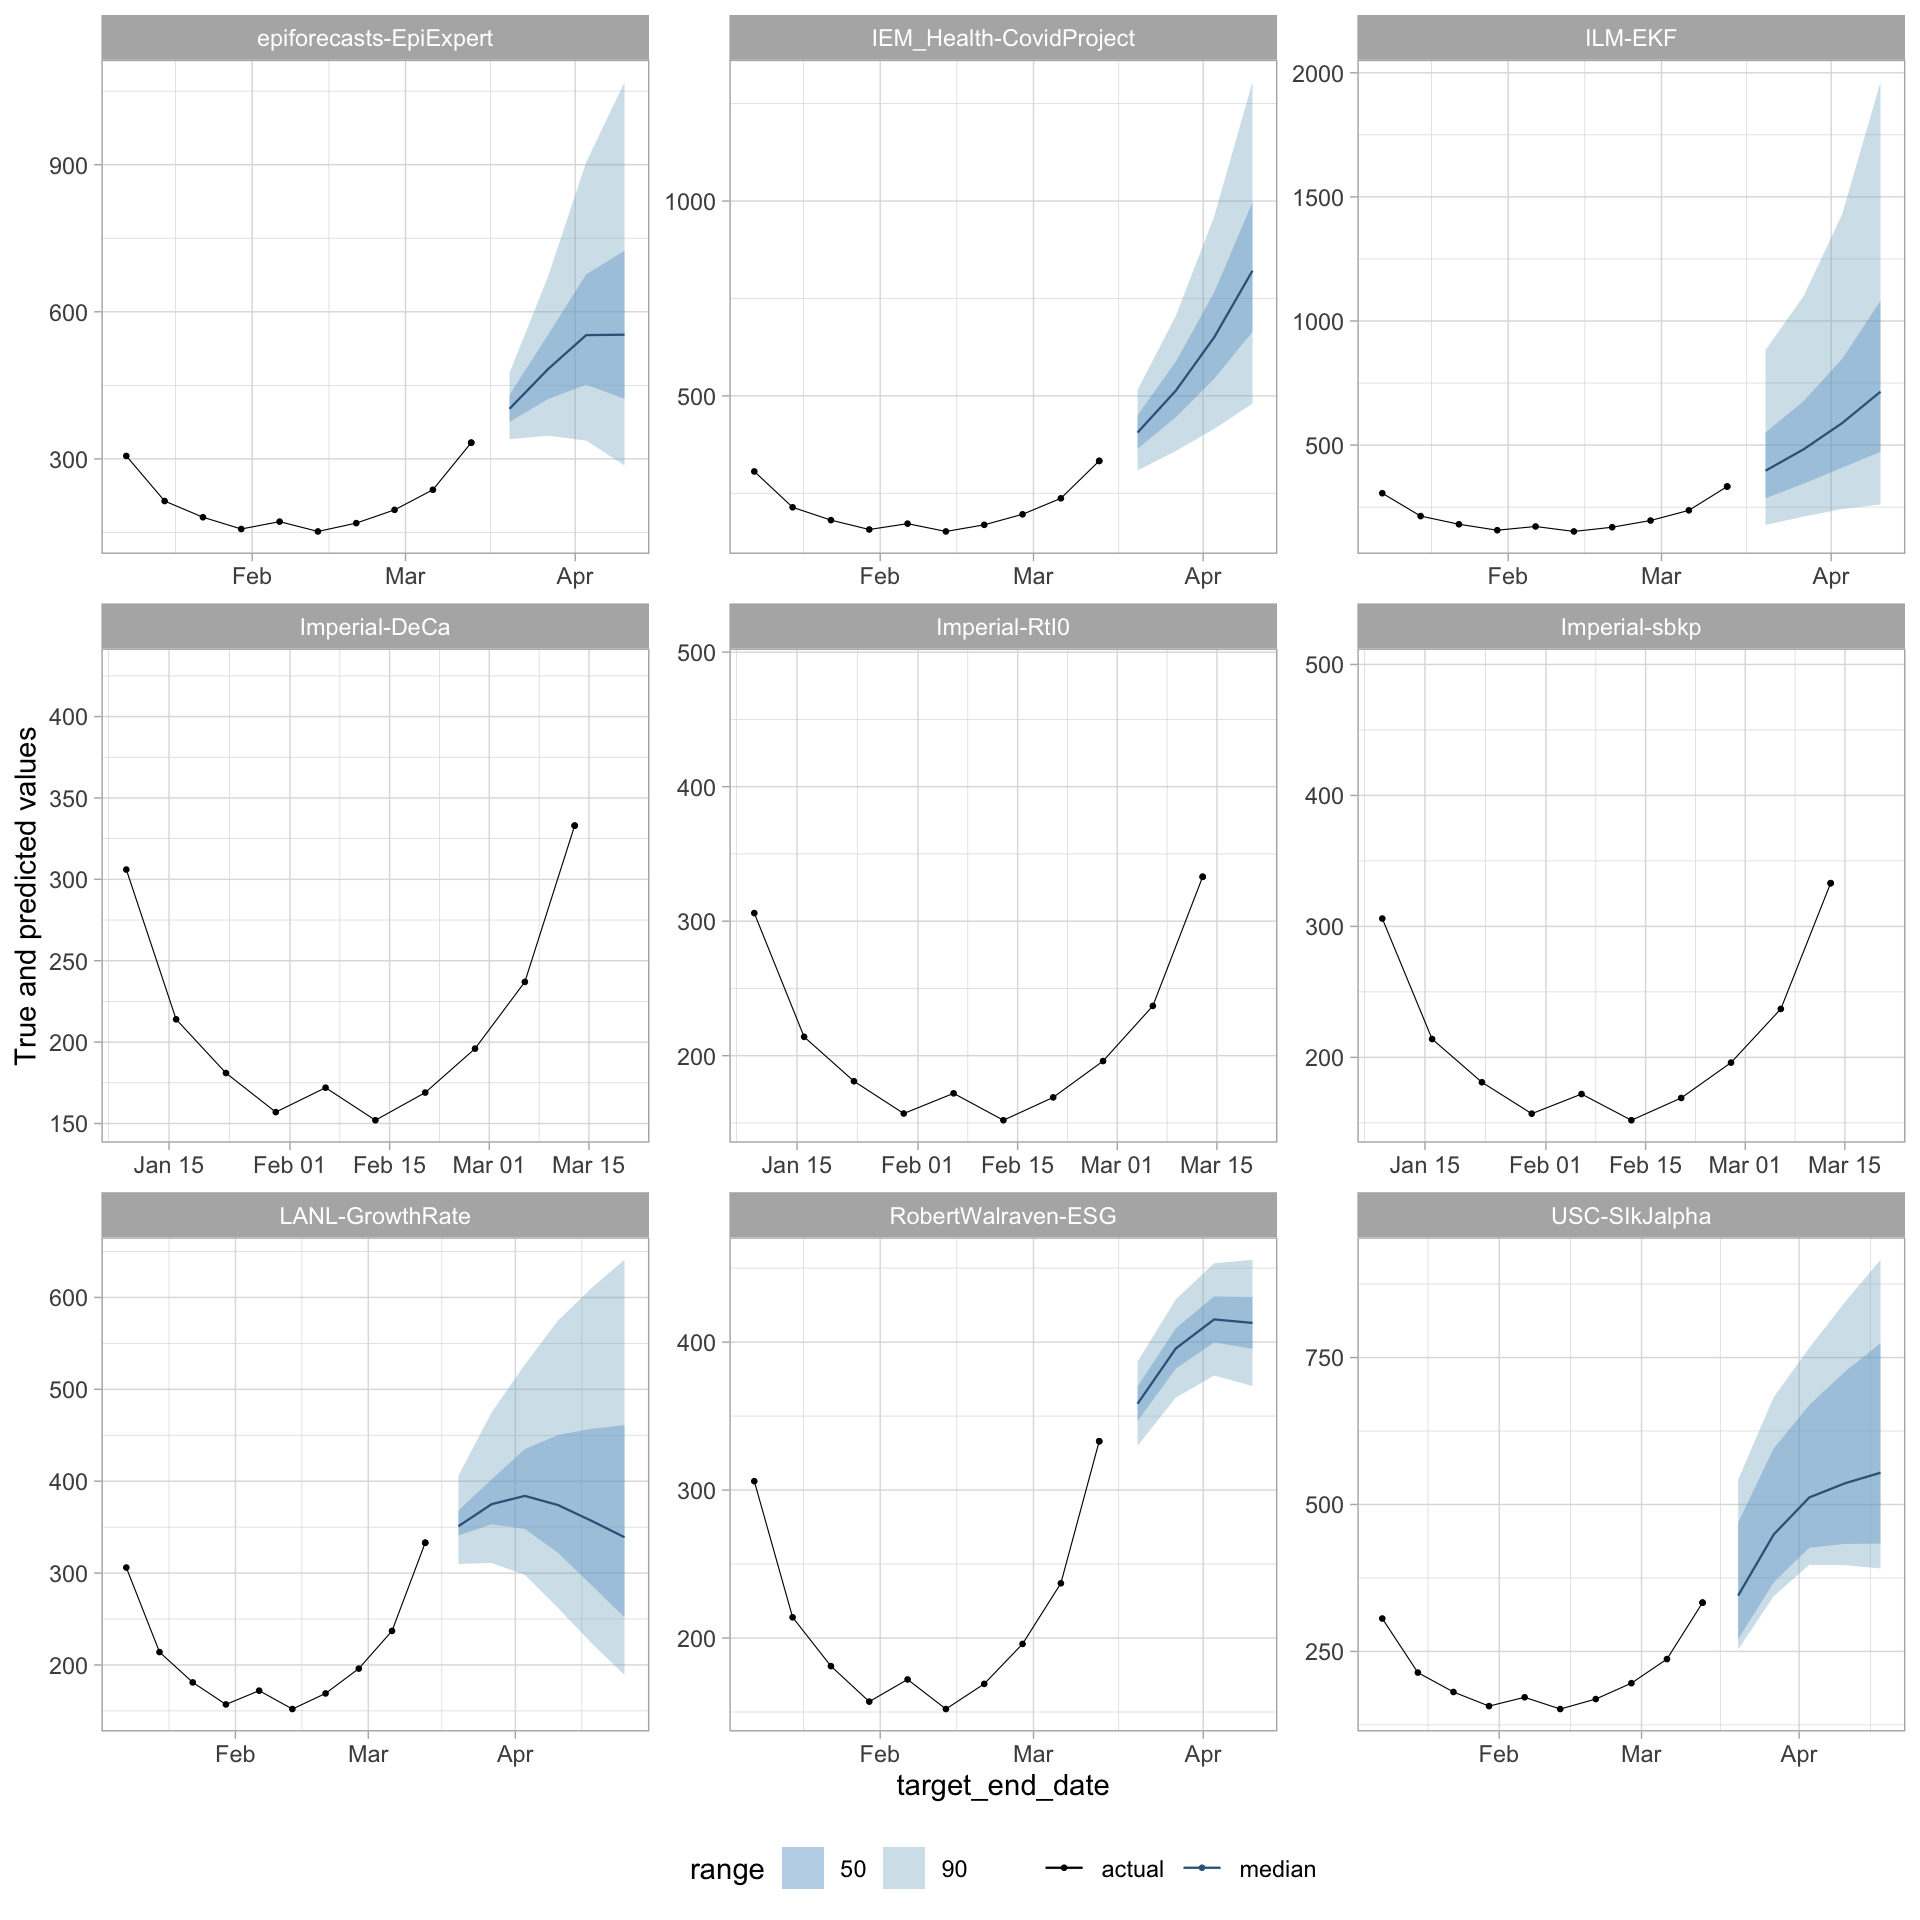 epiforecasts-EpiExpert
IEM_Health-CovidProject
ILM-EKF
900
600
300
1000
500
2000
1500
1000
500
Feb Mar Apr
Feb Mar Apr
Feb Mar Apr
Imperial-DeCa
Imperial-RtI0
Imperial-sbkp
True and predicted values
400
350
300
250
200
150
500
400
300
200
500
400
300
200
Jan 15 Feb 01 Feb 15 Mar 01 Mar 15
Jan 15 Feb 01 Feb 15 Mar 01 Mar 15
Jan 15 Feb 01 Feb 15 Mar 01 Mar 15
LANL-GrowthRate
RobertWalraven-ESG
USC-SIkJalpha
600
500
400
300
200
400
300
200
750
500
250
Feb Mar Apr
Feb Mar Apr
Feb Mar Apr
target_end_date
range 50 90 actual median